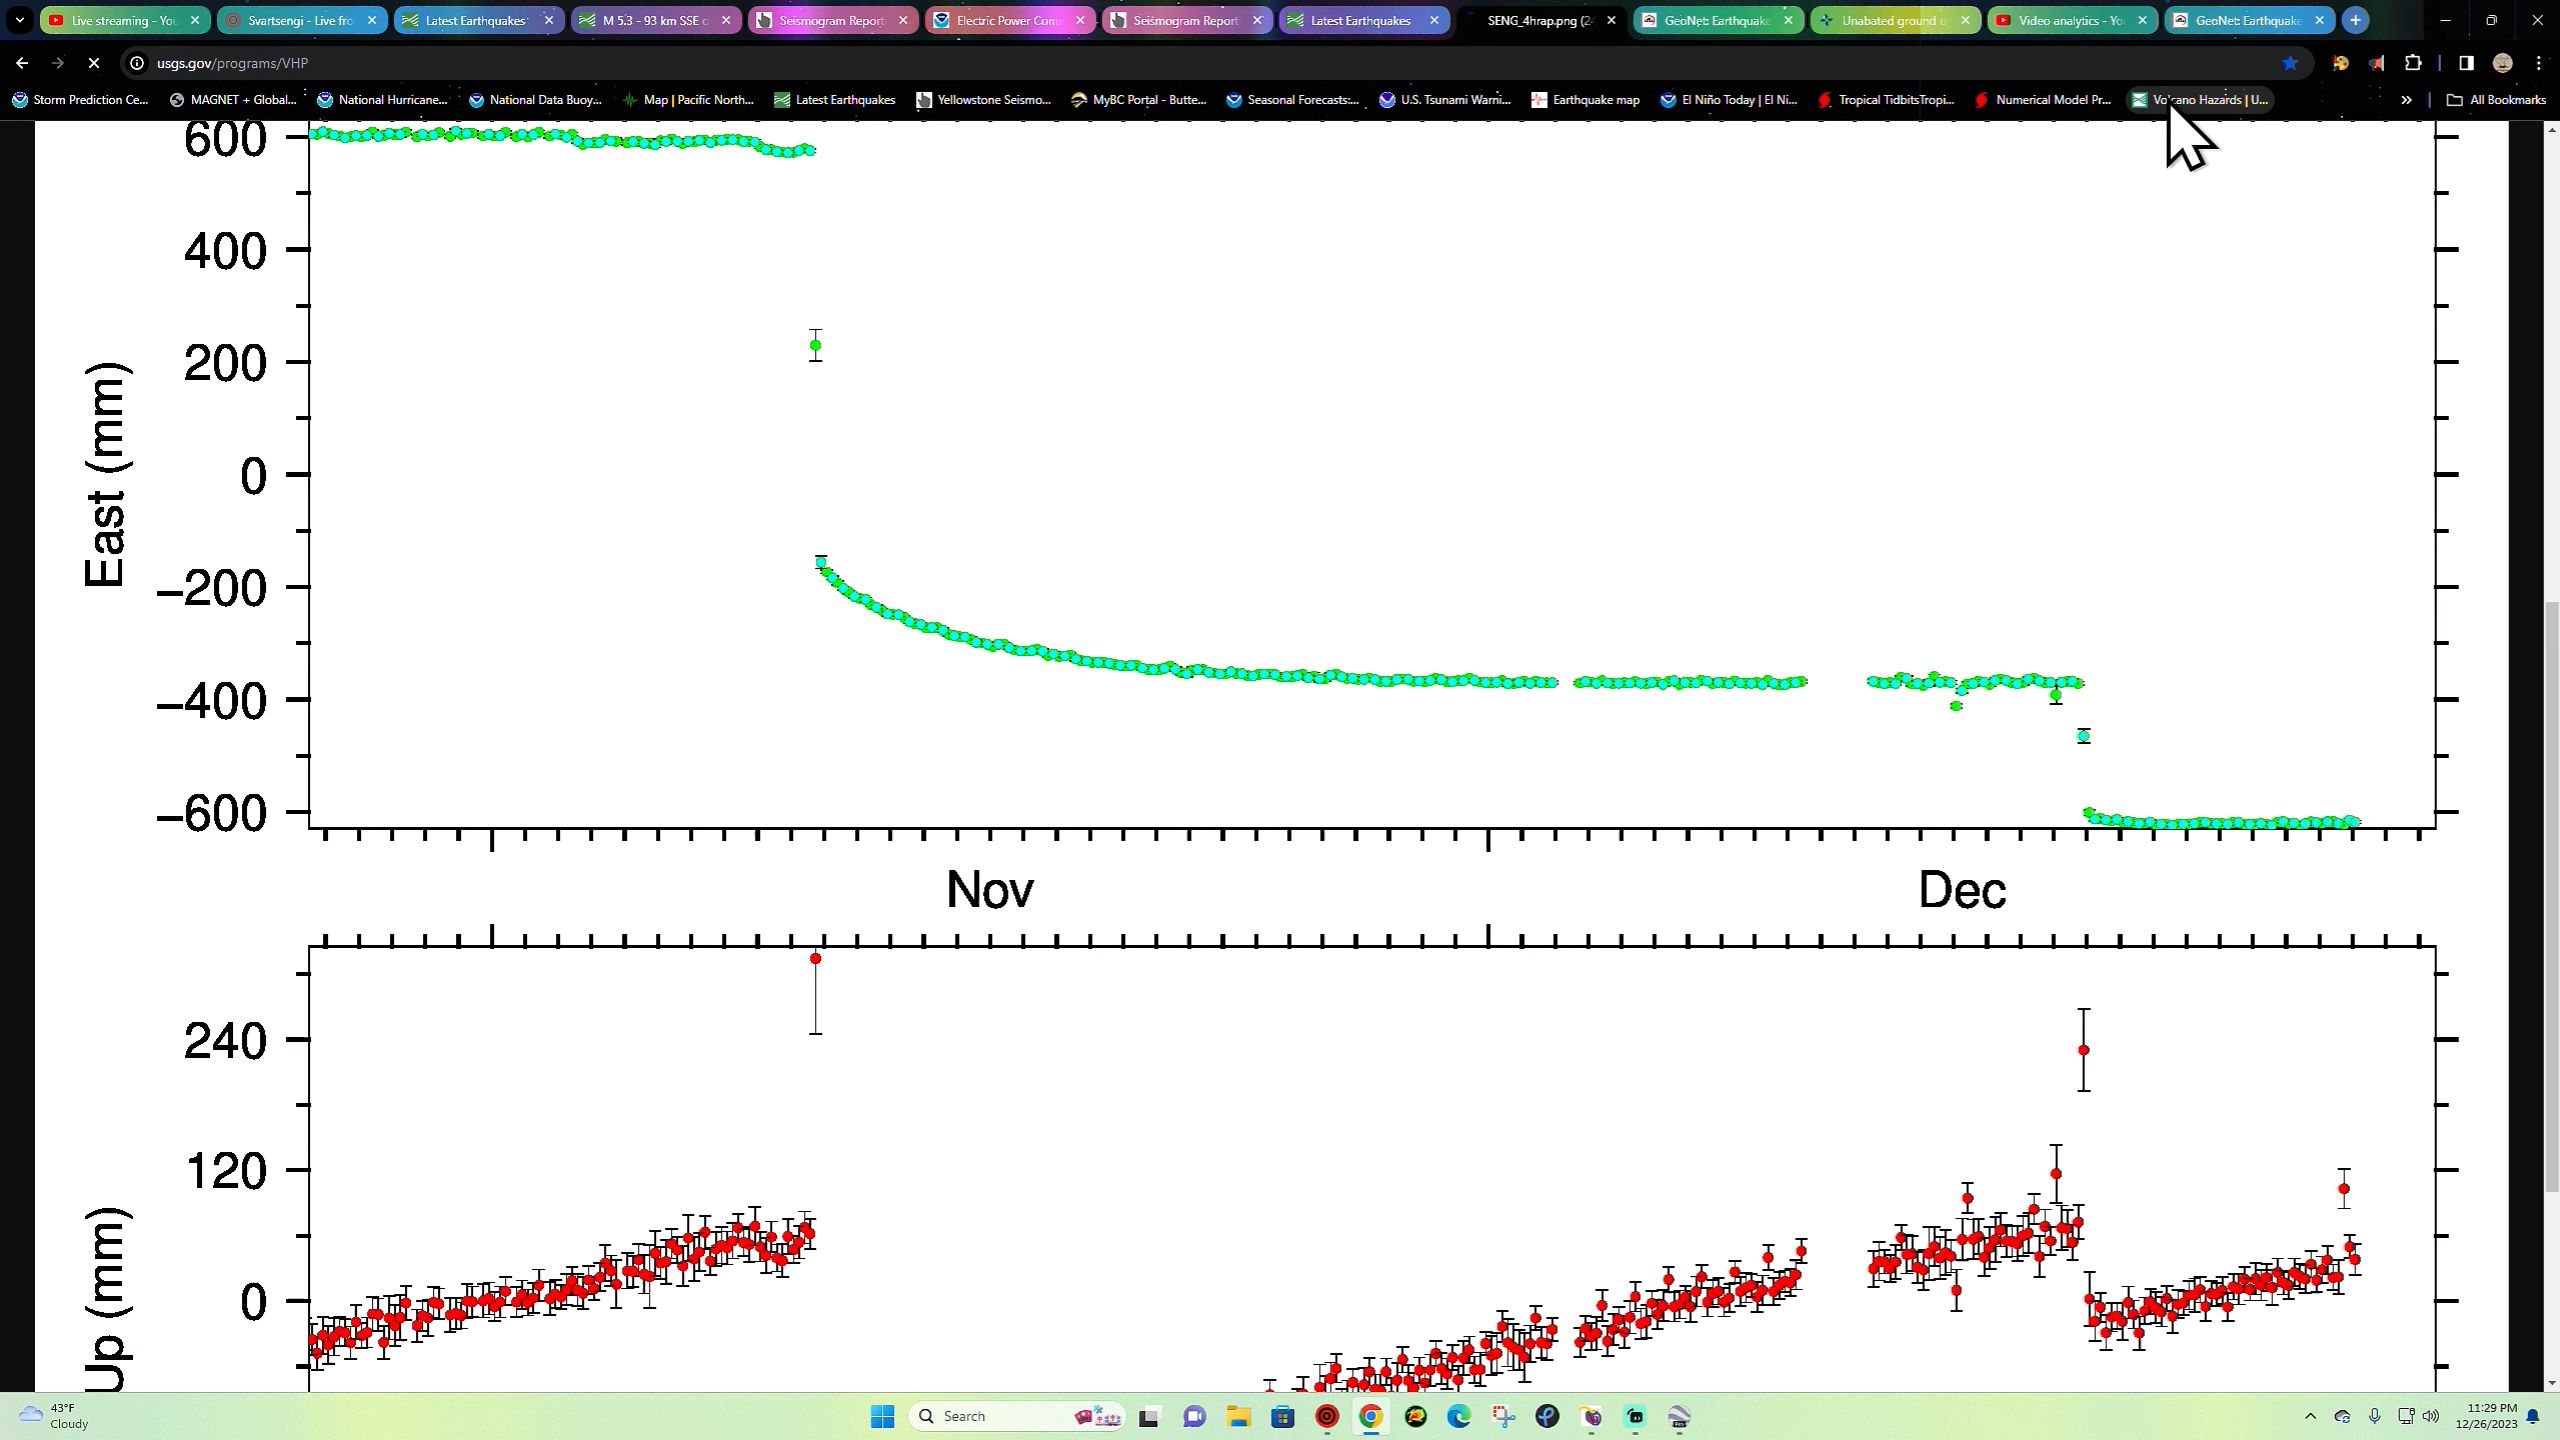 Live streaming - You
Svartsengi - Live fro
Latest Earthquakes
M 5.3 - 93 km SSE o
Seismogram Report
Electric Power Com
Seismogram Report
Latest Earthquakes
SENG_4hrap.png (2
GeoNet: Earthquake
Unabated ground u
Video analytics - Yo
GeoNet: Earthquake
usgs.gov/programs/VHP
Storm Prediction Ce...
MAGNET + Global...
National Hurricane...
National Data Buoy...
Map | Pacific North...
Latest Earthquakes
Yellowstone Seismo...
MyBC Portal - Butte...
Seasonal Forecasts:...
U.S. Tsunami Warni...
Earthquake map
El Niño Today | El Ni...
Tropical TidbitsTropi...
Numerical Model Pr...
Volcano Hazards | U...
All Bookmarks
East (mm)
600
400
200
0
−200
−400
−600
Nov
Dec
Up (mm)
240
120
0
43°F
Cloudy
Search
11:29 PM
12/26/2023